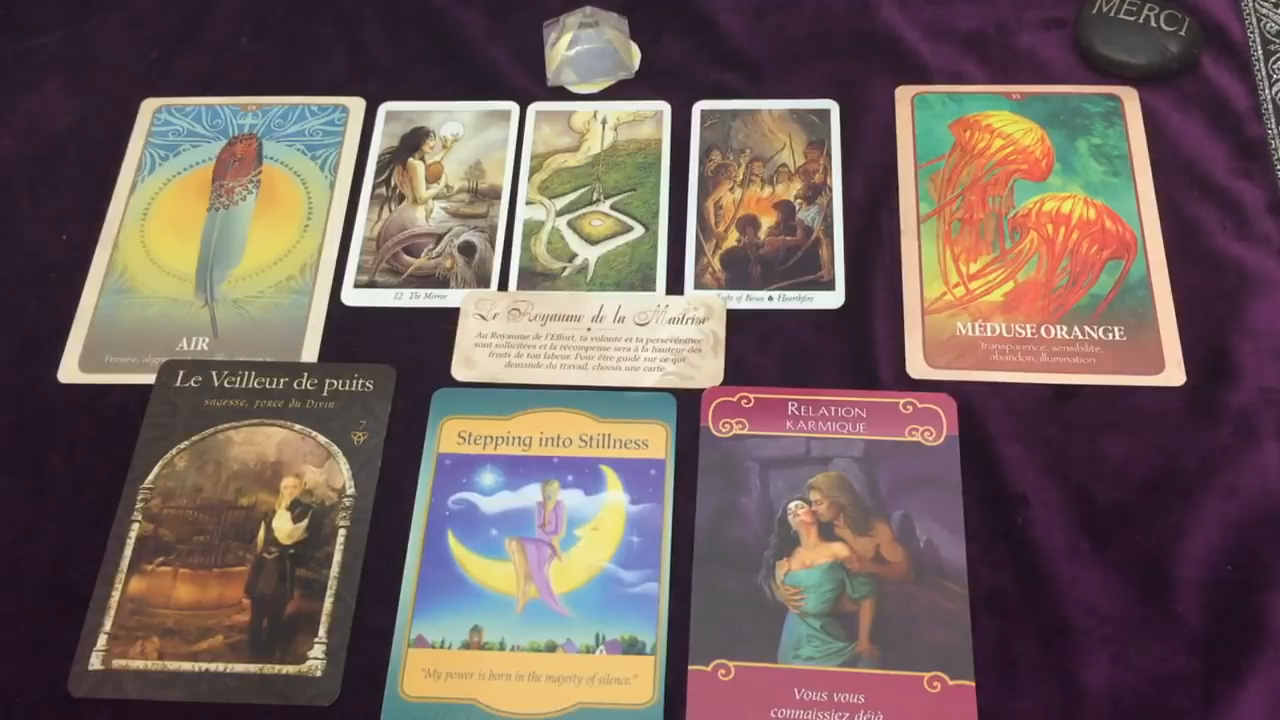 MERCI
AIR
12 The Mirror
of Bows Hearthfire
55
MÉDUSE ORANGE
Transparence, sensibilité,
abandon, illumination
Le Royaume de la Maîtrise
Au Royaume de l'Effort, ta volonté et ta persévérance
sont sollicitées et la récompense sera à la hauteur des
fruits de ton labeur. Pour être guidé sur ce qui
demande du travail, choisis une carte.
Le Veilleur de puits
sagesse, force du Divin
7
Stepping into Stillness
"My power is born in the majesty of silence."
Relation
karmique
Vous vous
connaissiez déjà